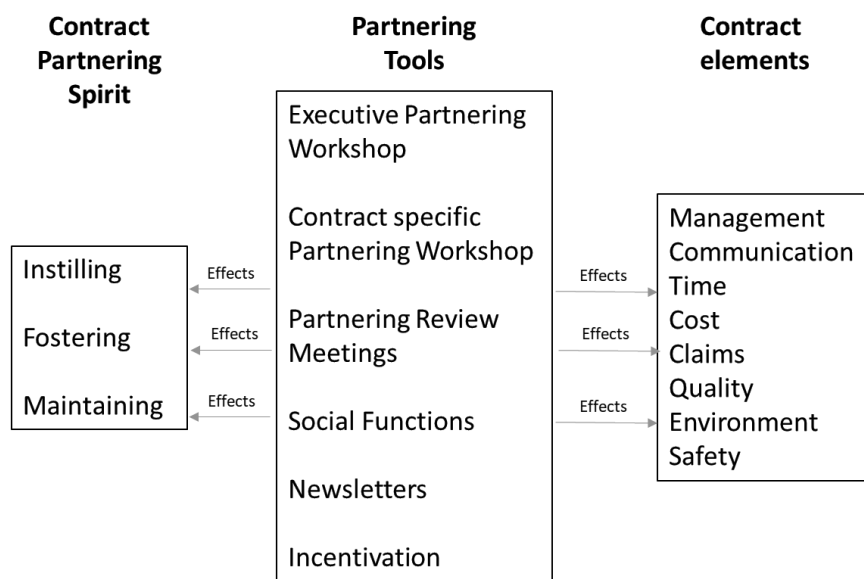 Contract
Partnering
Spirit
Partnering
Tools
Contract
elements
Executive Partnering
Workshop
Contract specific
Partnering Workshop
Partnering Review
Meetings
Social Functions
Newsletters
Incentivation
Instilling
Fostering
Maintaining
Effects
Effects
Effects
Effects
Effects
Effects
Management
Communication
Time
Cost
Claims
Quality
Environment
Safety